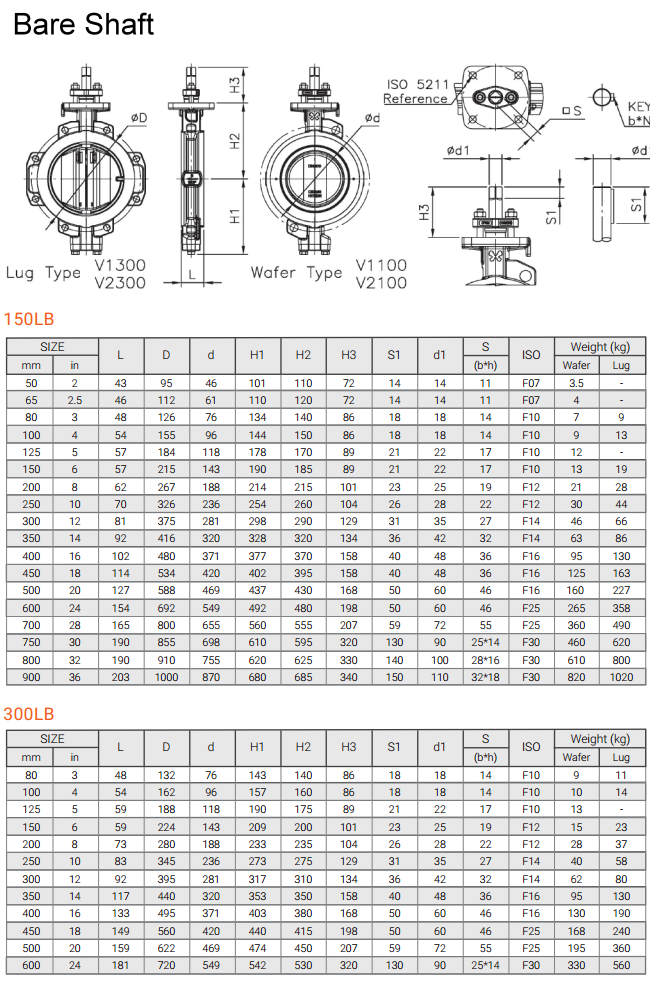 Bare Shaft
ISO 5211
Reference
H3
H2
H1
ØD
Ød
□S
KEY
b*N
Ød1
H3
S1
S1
L
Lug Type V1300
V2300
Wafer Type V1100
V2100
150LB
SIZE L D d H1 H2 H3 S1 d1 S ISO Weight (kg)
mm in (b*h) Wafer Lug
50 2 43 95 46 101 110 72 14 14 11 F07 3.5 -
65 2.5 46 112 61 110 120 72 14 14 11 F07 4 -
80 3 48 126 76 134 140 86 18 18 14 F10 7 9
100 4 54 155 96 144 150 86 18 18 14 F10 9 13
125 5 57 184 118 178 170 89 21 22 17 F10 12 -
150 6 57 215 143 190 185 89 21 22 17 F10 13 19
200 8 62 267 188 214 215 101 23 25 19 F12 21 28
250 10 70 326 236 254 260 104 26 28 22 F12 30 44
300 12 81 375 281 298 290 129 31 35 27 F14 46 66
350 14 92 416 320 328 320 134 36 42 32 F14 63 86
400 16 102 480 371 377 370 158 40 48 36 F16 95 130
450 18 114 534 420 402 395 158 40 48 36 F16 125 163
500 20 127 588 469 437 430 168 50 60 46 F16 160 227
600 24 154 692 549 492 480 198 50 60 46 F25 265 358
700 28 165 800 655 560 555 207 59 72 55 F25 360 490
750 30 190 855 698 610 595 320 130 90 25*14 F30 460 620
800 32 190 910 755 620 625 330 140 100 28*16 F30 610 800
900 36 203 1000 870 680 685 340 150 110 32*18 F30 820 1020
300LB
SIZE L D d H1 H2 H3 S1 d1 S ISO Weight (kg)
mm in (b*h) Wafer Lug
80 3 48 132 76 143 140 86 18 18 14 F10 9 11
100 4 54 162 96 157 160 86 18 18 14 F10 10 14
125 5 59 188 118 190 175 89 21 22 17 F10 13 -
150 6 59 224 143 209 200 101 23 25 19 F12 15 23
200 8 73 280 188 233 235 104 26 28 22 F12 28 37
250 10 83 345 236 273 275 129 31 35 27 F14 40 58
300 12 92 395 281 317 310 134 36 42 32 F14 62 80
350 14 117 440 320 353 350 158 40 48 36 F16 95 130
400 16 133 495 371 403 380 168 50 60 46 F16 130 190
450 18 149 560 420 440 415 198 50 60 46 F25 168 240
500 20 159 622 469 474 450 207 59 72 55 F25 195 360
600 24 181 720 549 542 530 320 130 90 25*14 F30 330 560